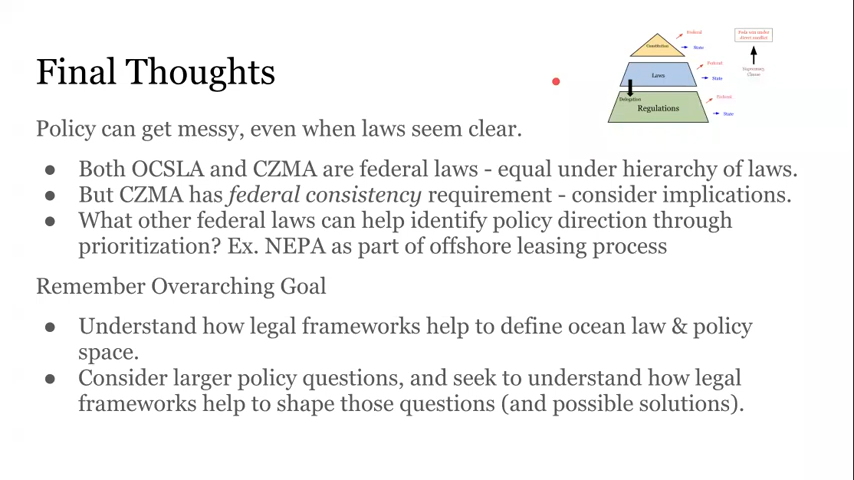 Final Thoughts
Constitution
Federal
State
Laws
Federal
State
Delegation
Regulations
Federal
State
Feds win under
direct conflict
Supremacy
Clause
Policy can get messy, even when laws seem clear.
● Both OCSLA and CZMA are federal laws - equal under hierarchy of laws.
● But CZMA has federal consistency requirement - consider implications.
● What other federal laws can help identify policy direction through
prioritization? Ex. NEPA as part of offshore leasing process
Remember Overarching Goal
● Understand how legal frameworks help to define ocean law & policy
space.
● Consider larger policy questions, and seek to understand how legal
frameworks help to shape those questions (and possible solutions).